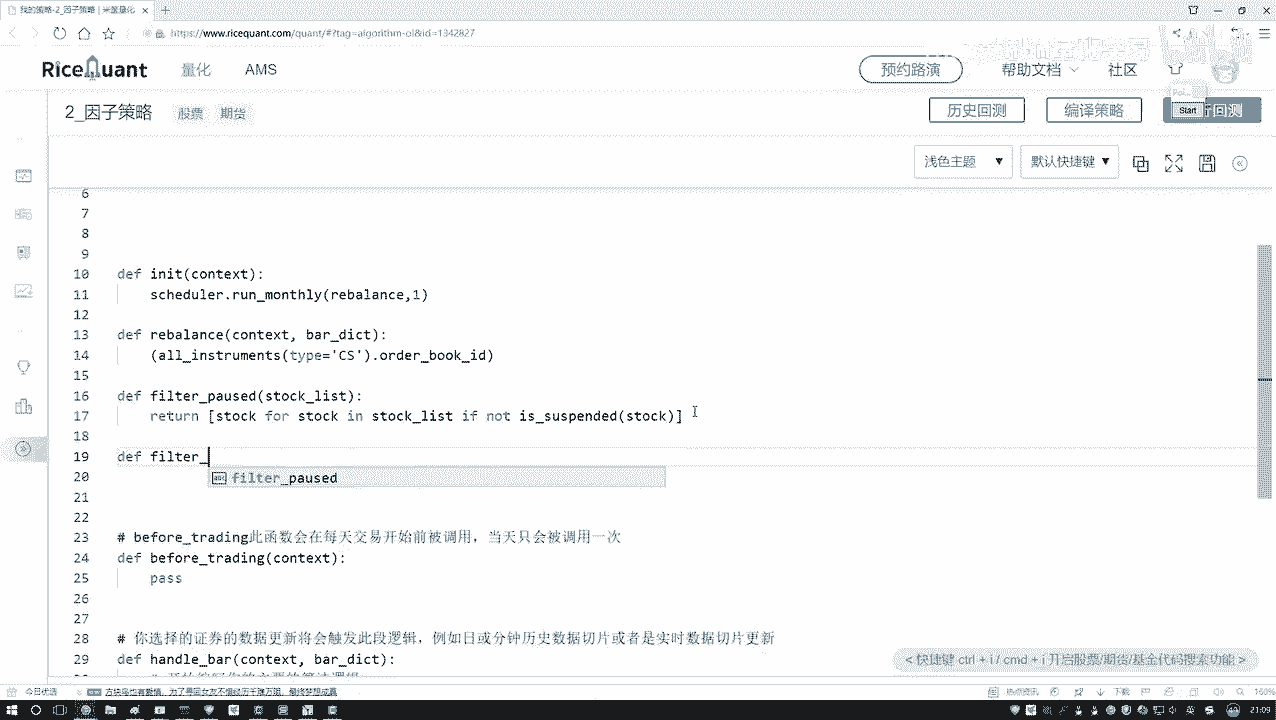 我的策略-2_因子策略 | 米筐量化
https://www.ricequant.com/quant/#?tag=algorithm-ol&id=1342827
RiceQuant 量化 AMS 预约路演 帮助文档 社区
2_因子策略 股票 期货 历史回测 编译策略 回测
Start
浅色主题 ▼ 默认快捷键 ▼
6
7
8
9
10 def init(context):
11 scheduler.run_monthly(rebalance,1)
12
13 def rebalance(context, bar_dict):
14 (all_instruments(type='CS').order_book_id)
15
16 def filter_paused(stock_list):
17 return [stock for stock in stock_list if not is_suspended(stock)]
18
19 def filter_
20 filter_paused
21
22
23 # before_trading此函数会在每天交易开始前被调用，当天只会被调用一次
24 def before_trading(context):
25 pass
26
27
28 # 你选择的证券的数据更新将会触发此段逻辑，例如日或分钟历史数据切片或者是实时数据切片更新
29 def handle_bar(context, bar_dict):
< 快捷键 ctrl + i / cmd + i 开启股票/期货/基金代码搜索功能 >
今日优选
热点资讯 下载 160%
21:09